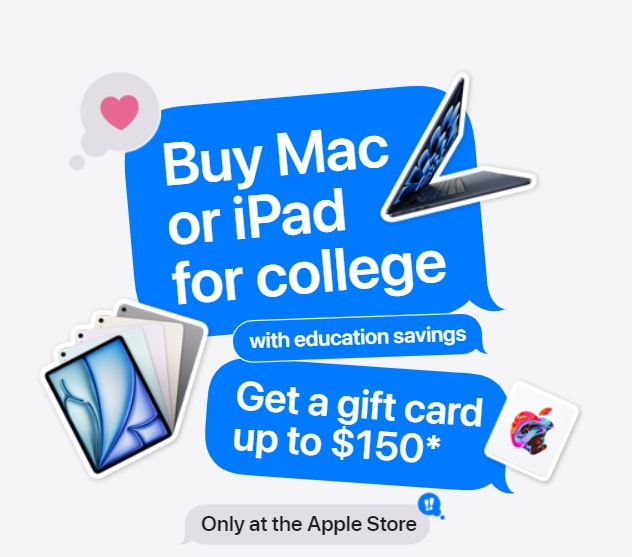 Buy Mac
or iPad
for college
with education savings
Get a gift card
up to $150*
Only at the Apple Store
‼